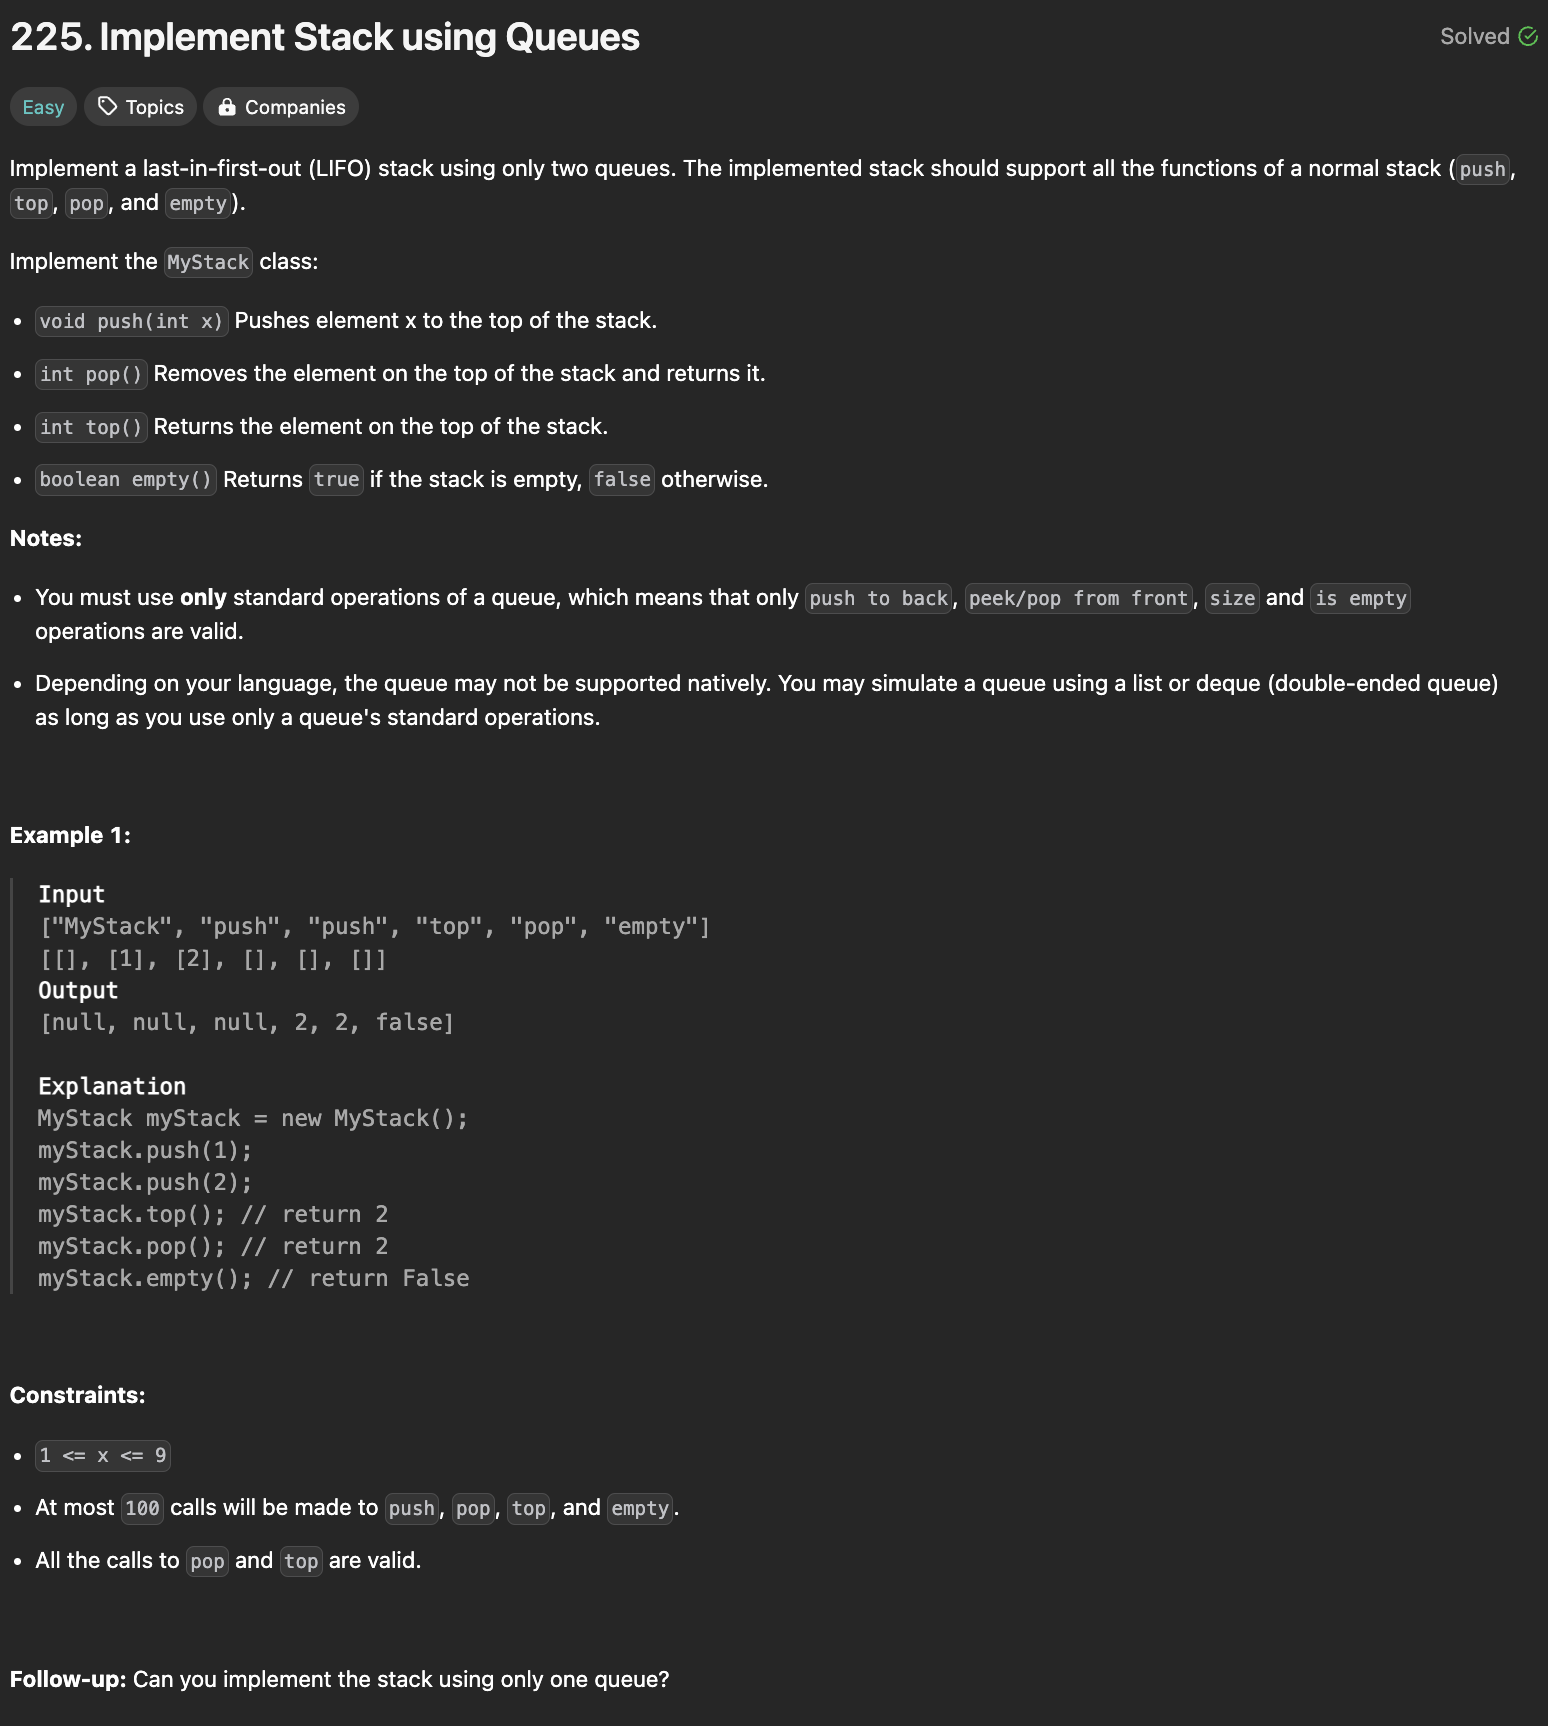 225. Implement Stack using Queues
Solved
Easy
Topics
Companies
Implement a last-in-first-out (LIFO) stack using only two queues. The implemented stack should support all the functions of a normal stack (push,
top, pop, and empty).
Implement the MyStack class:
• void push(int x) Pushes element x to the top of the stack.
• int pop() Removes the element on the top of the stack and returns it.
• int top() Returns the element on the top of the stack.
• boolean empty() Returns true if the stack is empty, false otherwise.
Notes:
• You must use only standard operations of a queue, which means that only push to back, peek/pop from front, size and is empty
operations are valid.
• Depending on your language, the queue may not be supported natively. You may simulate a queue using a list or deque (double-ended queue)
as long as you use only a queue's standard operations.
Example 1:
Input
["MyStack", "push", "push", "top", "pop", "empty"]
[[], [1], [2], [], [], []]
Output
[null, null, null, 2, 2, false]
Explanation
MyStack myStack = new MyStack();
myStack.push(1);
myStack.push(2);
myStack.top(); // return 2
myStack.pop(); // return 2
myStack.empty(); // return False
Constraints:
• 1 <= x <= 9
• At most 100 calls will be made to push, pop, top, and empty.
• All the calls to pop and top are valid.
Follow-up: Can you implement the stack using only one queue?